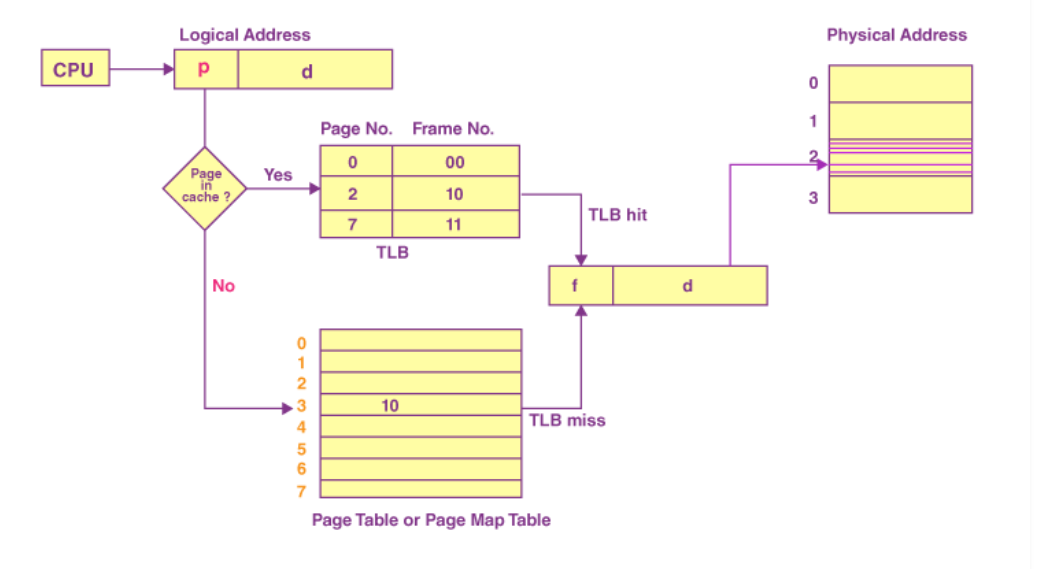 Logical Address
Physical Address
CPU
p
d
0
1
2
3
Page No.
Frame No.
Page
in
cache ?
Yes
0
00
2
10
7
11
TLB
TLB hit
f
d
No
0
1
2
3
10
4
5
6
7
TLB miss
Page Table or Page Map Table